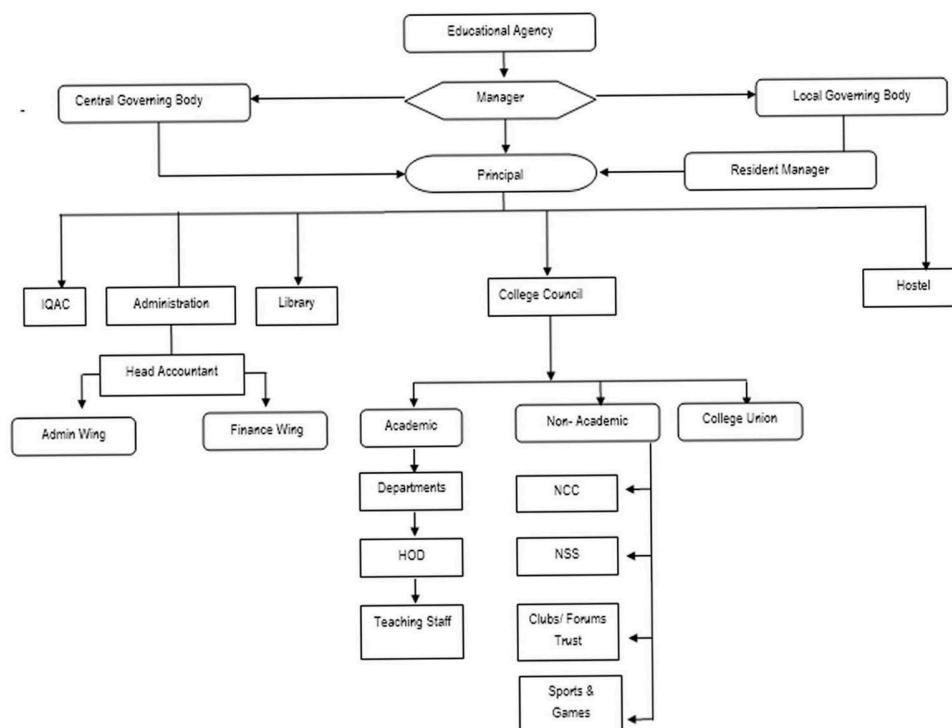 Educational Agency
Central Governing Body
Manager
Local Governing Body
Principal
Resident Manager
IQAC
Administration
Library
College Council
Hostel
Head Accountant
Admin Wing
Finance Wing
Academic
Non- Academic
College Union
Departments
NCC
HOD
NSS
Teaching Staff
Clubs/ Forums
Trust
Sports &
Games